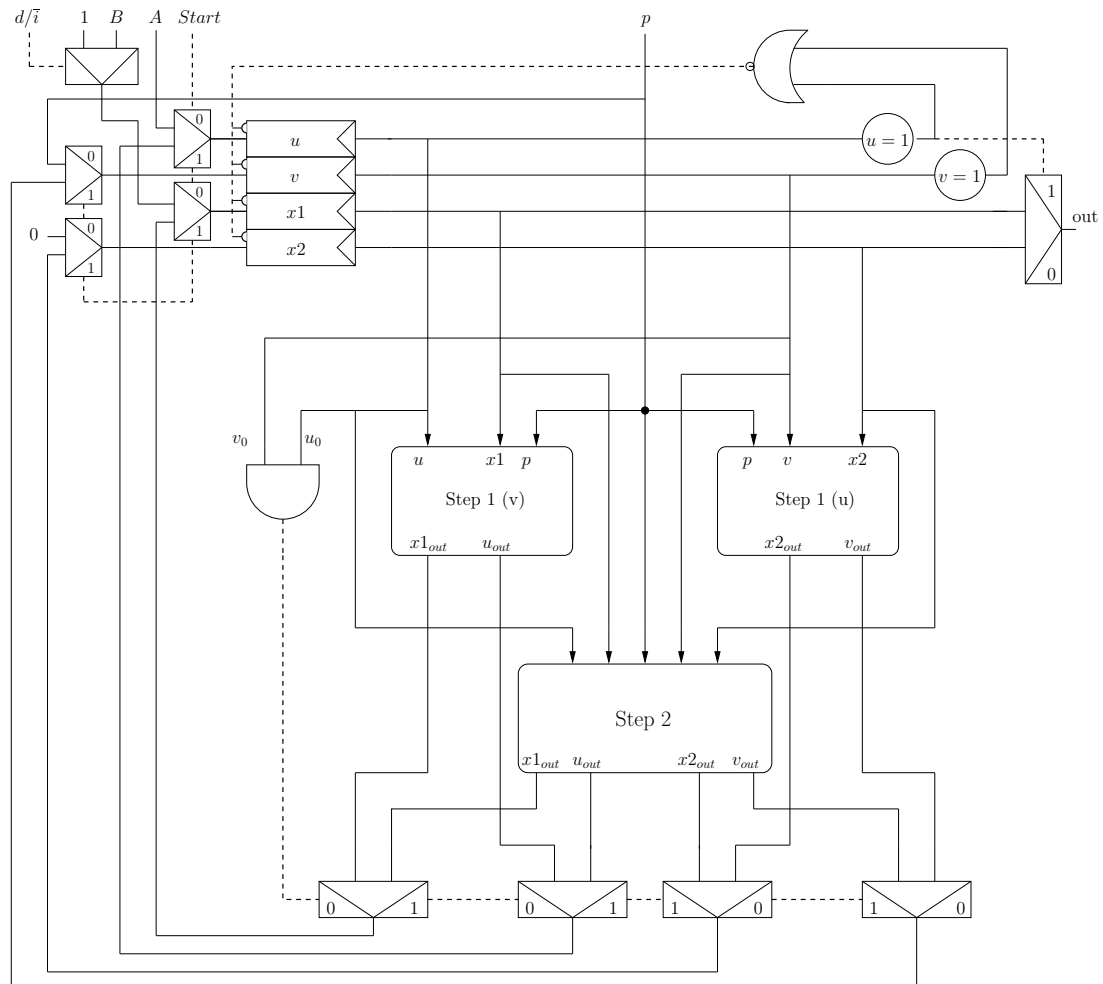 d/i̅ 1 B A Start p
0
1
u
u = 1
0
v
v = 1
1
1
0
x1
out
0
0
1
x2
1
0
v₀ u₀
u x1 p
p v x2
Step 1 (v)
Step 1 (u)
x1ₒᵤₜ uₒᵤₜ
x2ₒᵤₜ vₒᵤₜ
Step 2
x1ₒᵤₜ uₒᵤₜ x2ₒᵤₜ vₒᵤₜ
0 1 0 1 1 0 1 0